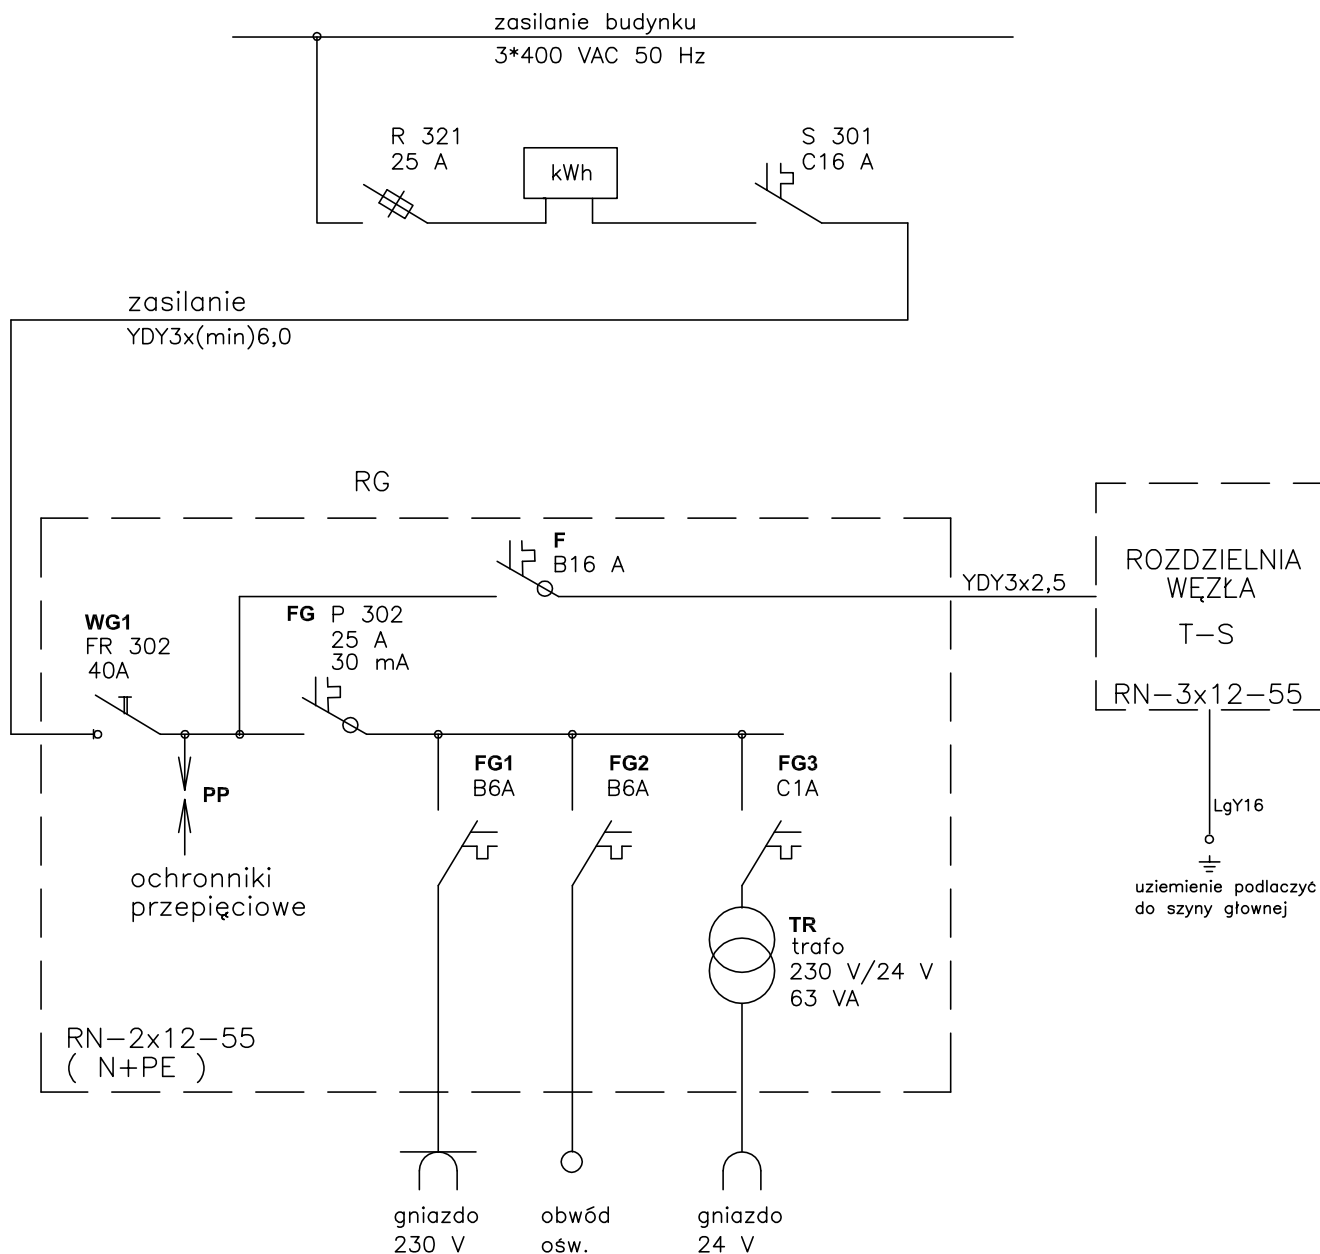 zasilanie budynku
3*400 VAC 50 Hz
R 321
25 A
kWh
S 301
C16 A
zasilanie
YDY3x(min)6,0
RG
F
B16 A
YDY3x2,5
ROZDZIELNIA
WĘZŁA
T-S
RN-3x12-55
WG1
FR 302
40A
FG P 302
25 A
30 mA
PP
ochronniki
przepięciowe
FG1
B6A
FG2
B6A
FG3
C1A
LgY16
uziemienie podlaczyć
do szyny głownej
TR
trafo
230 V/24 V
63 VA
RN-2x12-55
( N+PE )
gniazdo
230 V
obwód
ośw.
gniazdo
24 V